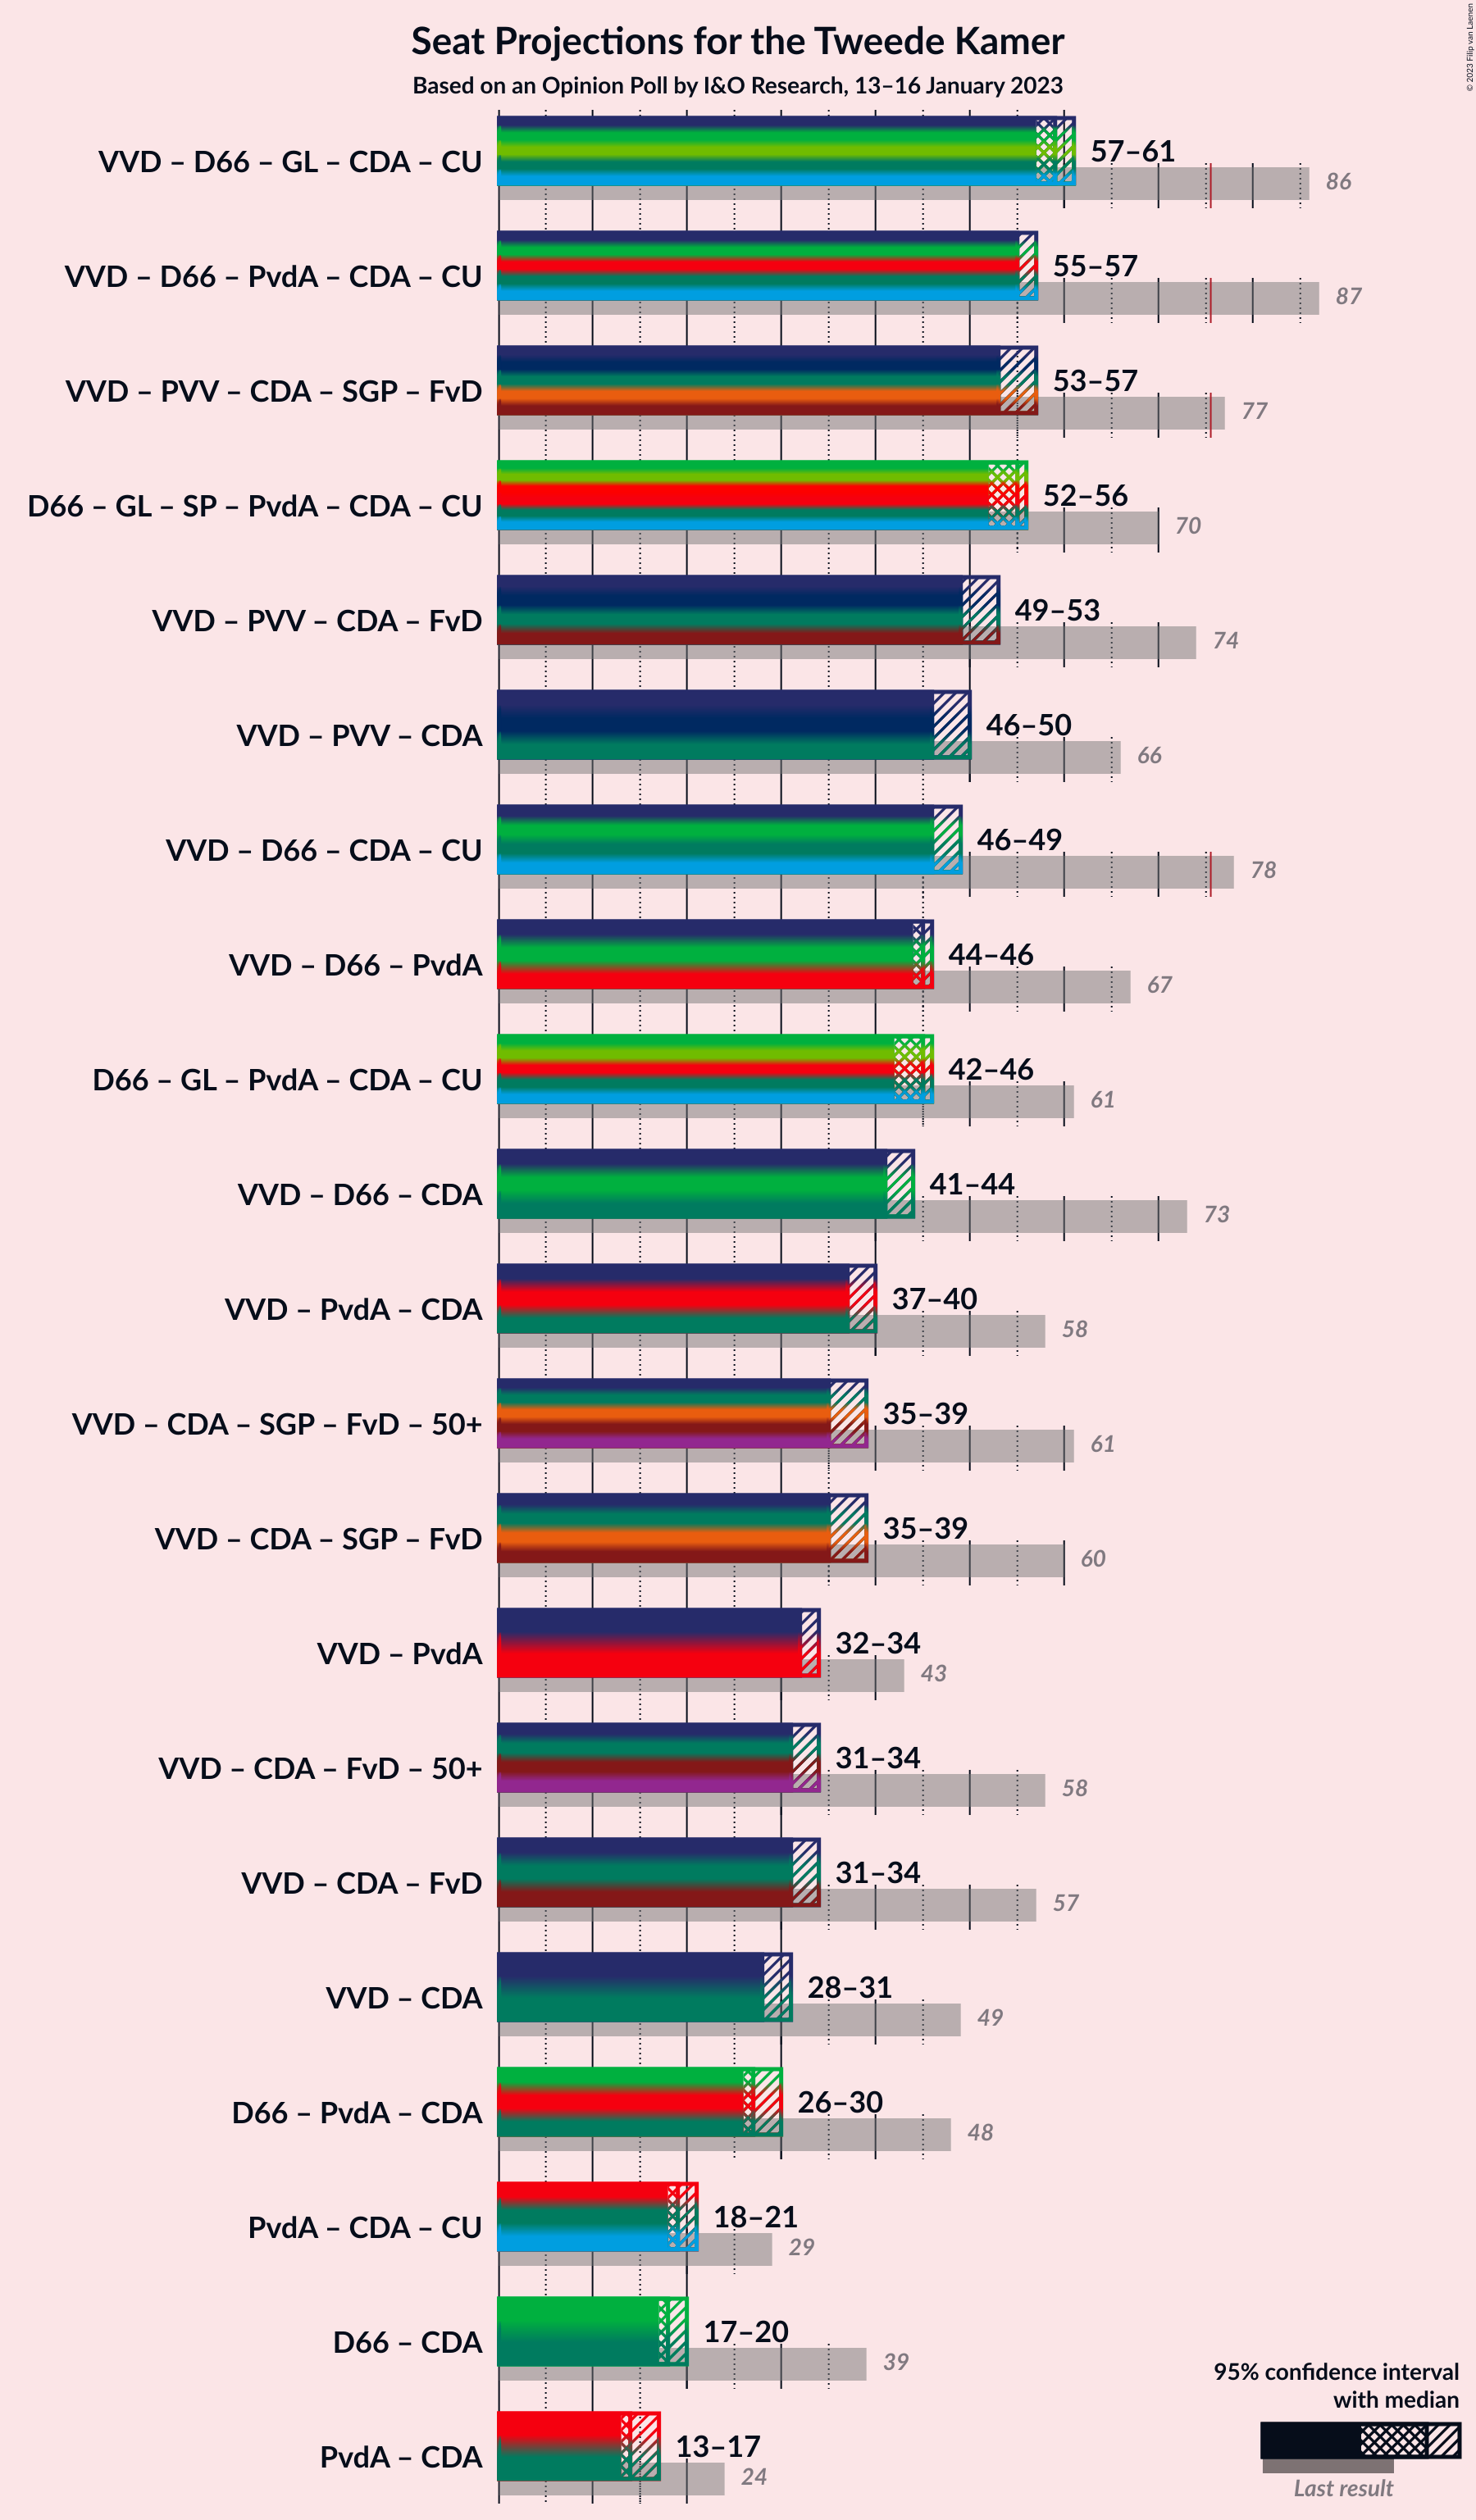 © 2023 Filip van Laenen
Seat Projections for the Tweede Kamer
Based on an Opinion Poll by I&O Research, 13–16 January 2023
VVD – D66 – GL – CDA – CU
57–61
86
VVD – D66 – PvdA – CDA – CU
55–57
87
VVD – PVV – CDA – SGP – FvD
53–57
77
D66 – GL – SP – PvdA – CDA – CU
52–56
70
VVD – PVV – CDA – FvD
49–53
74
VVD – PVV – CDA
46–50
66
VVD – D66 – CDA – CU
46–49
78
VVD – D66 – PvdA
44–46
67
D66 – GL – PvdA – CDA – CU
42–46
61
VVD – D66 – CDA
41–44
73
VVD – PvdA – CDA
37–40
58
VVD – CDA – SGP – FvD – 50+
35–39
61
VVD – CDA – SGP – FvD
35–39
60
VVD – PvdA
32–34
43
VVD – CDA – FvD – 50+
31–34
58
VVD – CDA – FvD
31–34
57
VVD – CDA
28–31
49
D66 – PvdA – CDA
26–30
48
PvdA – CDA – CU
18–21
29
D66 – CDA
17–20
39
PvdA – CDA
13–17
24
95% confidence interval
with median
Last result